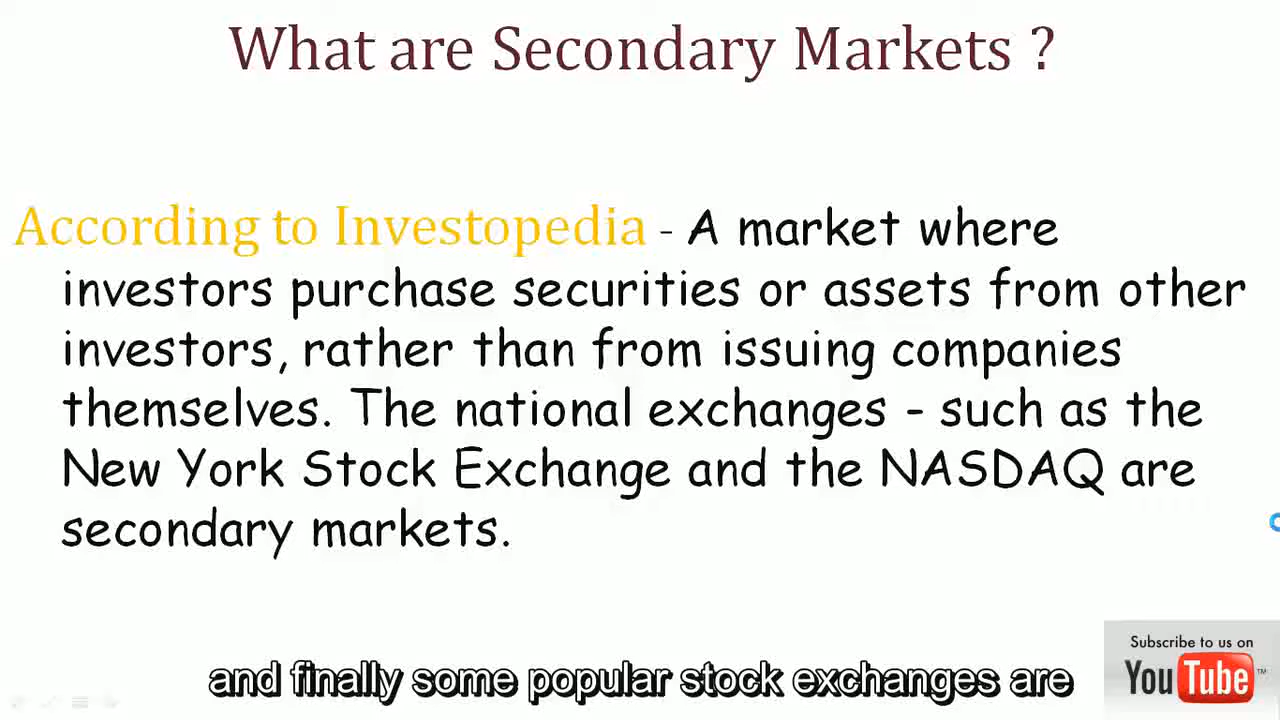 What are Secondary Markets ?
According to Investopedia - A market where
investors purchase securities or assets from other
investors, rather than from issuing companies
themselves. The national exchanges - such as the
New York Stock Exchange and the NASDAQ are
secondary markets.
Subscribe to us on
YouTube™
and finally some popular stock exchanges are